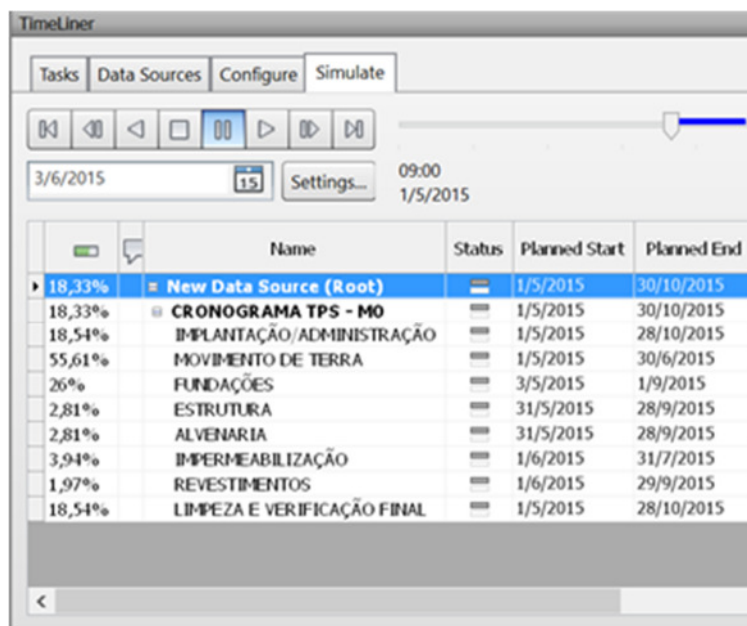 TimeLiner
Tasks Data Sources Configure Simulate
3/6/2015 15 Settings... 09:00
1/5/2015
Name Status Planned Start Planned End
18,33% New Data Source (Root) 1/5/2015 30/10/2015
18,33% CRONOGRAMA TPS - M0 1/5/2015 30/10/2015
18,54% IMPLANTAÇÃO/ADMINISTRAÇÃO 1/5/2015 28/10/2015
55,61% MOVIMENTO DE TERRA 1/5/2015 30/6/2015
26% FUNDAÇÕES 3/5/2015 1/9/2015
2,81% ESTRUTURA 31/5/2015 28/9/2015
2,81% ALVENARIA 31/5/2015 28/9/2015
3,94% IMPERMEABILIZAÇÃO 1/6/2015 31/7/2015
1,97% REVESTIMENTOS 1/6/2015 29/9/2015
18,54% LIMPEZA E VERIFICAÇÃO FINAL 1/5/2015 28/10/2015